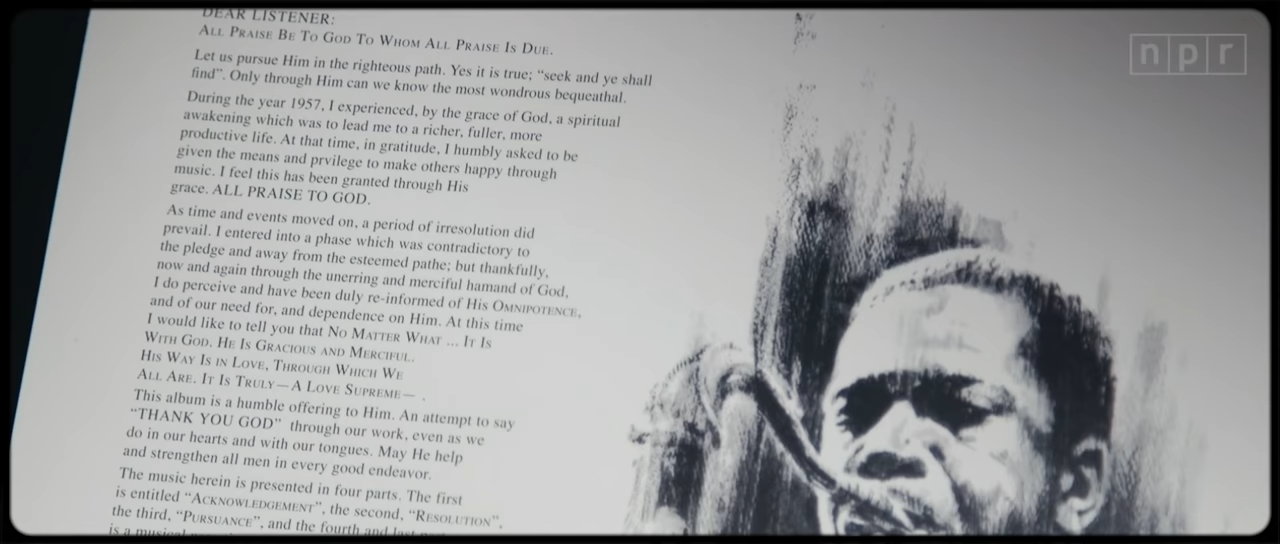 DEAR LISTENER:
ALL PRAISE BE TO GOD TO WHOM ALL PRAISE IS DUE.
Let us pursue Him in the righteous path. Yes it is true; “seek and ye shall
find”. Only through Him can we know the most wondrous bequeathal.
During the year 1957, I experienced, by the grace of God, a spiritual
awakening which was to lead me to a richer, fuller, more
productive life. At that time, in gratitude, I humbly asked to be
given the means and prvilege to make others happy through
music. I feel this has been granted through His
grace. ALL PRAISE TO GOD.
As time and events moved on, a period of irresolution did
prevail. I entered into a phase which was contradictory to
the pledge and away from the esteemed pathe; but thankfully,
now and again through the unerring and merciful hamand of God,
I do perceive and have been duly re-informed of His OMNIPOTENCE,
and of our need for, and dependence on Him. At this time
I would like to tell you that NO MATTER WHAT ... IT IS
WITH GOD. HE IS GRACIOUS AND MERCIFUL.
HIS WAY IS IN LOVE, THROUGH WHICH WE
ALL ARE. IT IS TRULY—A LOVE SUPREME— .
This album is a humble offering to Him. An attempt to say
“THANK YOU GOD” through our work, even as we
do in our hearts and with our tongues. May He help
and strengthen all men in every good endeavor.
The music herein is presented in four parts. The first
is entitled “ACKNOWLEDGEMENT”, the second, “RESOLUTION”,
the third, “PURSUANCE”, and the fourth and last part
is a musical
npr